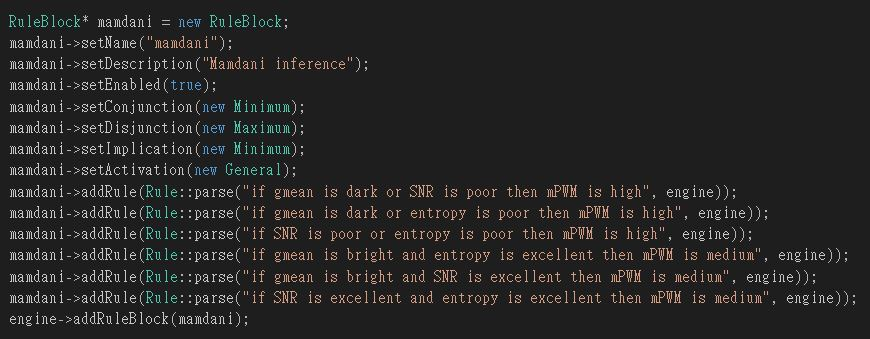 RuleBlock* mamdani = new RuleBlock;
mamdani->setName("mamdani");
mamdani->setDescription("Mamdani inference");
mamdani->setEnabled(true);
mamdani->setConjunction(new Minimum);
mamdani->setDisjunction(new Maximum);
mamdani->setImplication(new Minimum);
mamdani->setActivation(new General);
mamdani->addRule(Rule::parse("if gmean is dark or SNR is poor then mPWM is high", engine));
mamdani->addRule(Rule::parse("if gmean is dark or entropy is poor then mPWM is high", engine));
mamdani->addRule(Rule::parse("if SNR is poor or entropy is poor then mPWM is high", engine));
mamdani->addRule(Rule::parse("if gmean is bright and entropy is excellent then mPWM is medium", engine));
mamdani->addRule(Rule::parse("if gmean is bright and SNR is excellent then mPWM is medium", engine));
mamdani->addRule(Rule::parse("if SNR is excellent and entropy is excellent then mPWM is medium", engine));
engine->addRuleBlock(mamdani);